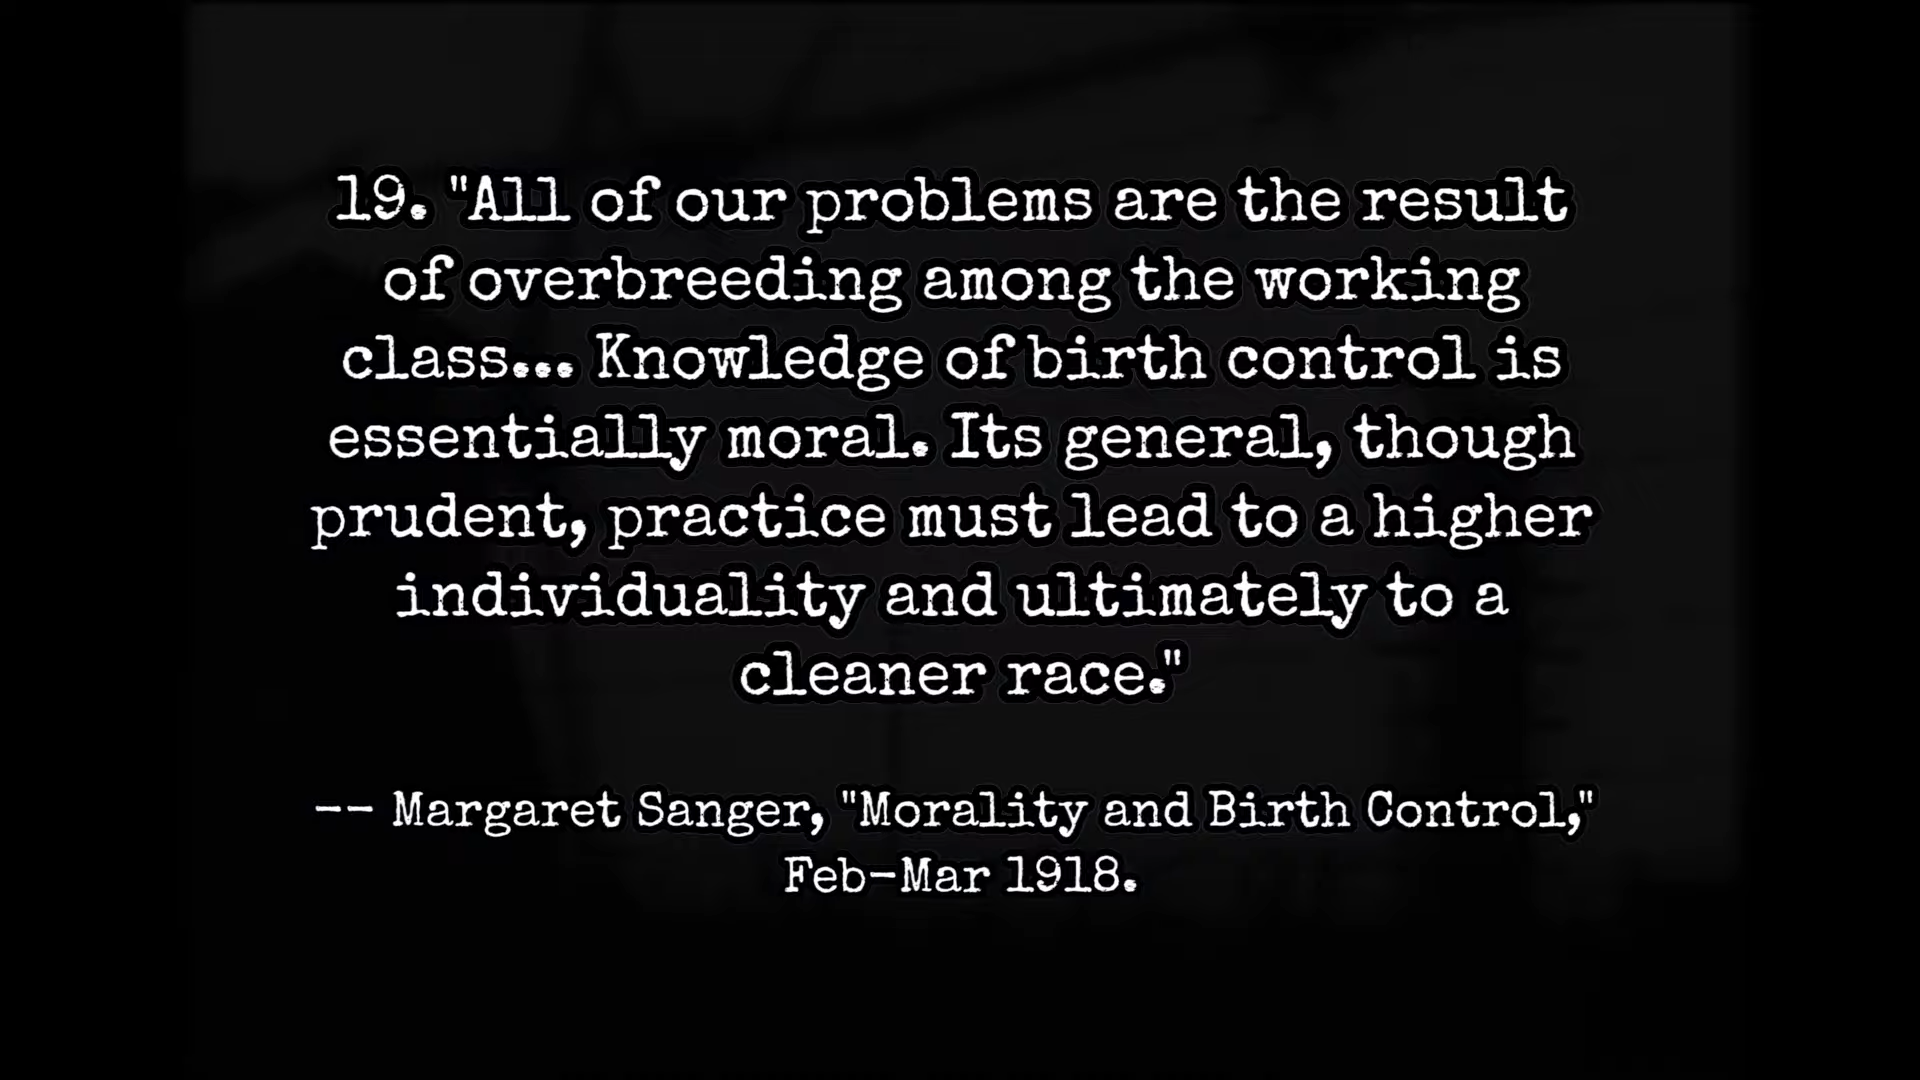 19. "All of our problems are the result
of overbreeding among the working
class... Knowledge of birth control is
essentially moral. Its general, though
prudent, practice must lead to a higher
individuality and ultimately to a
cleaner race."
-- Margaret Sanger, "Morality and Birth Control,"
Feb-Mar 1918.